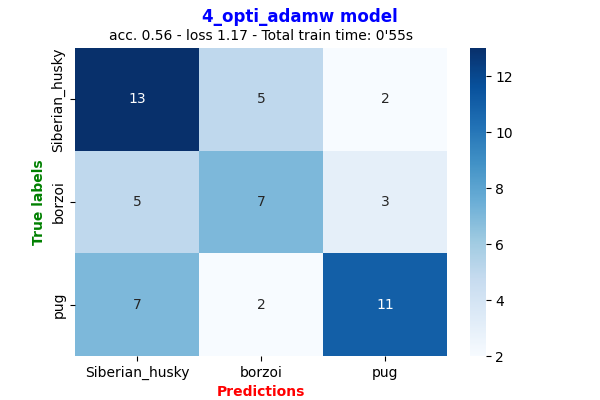 4_opti_adamw model
acc. 0.56 - loss 1.17 - Total train time: 0'55s
True labels
Siberian_husky
13 5 2
borzoi
5 7 3
pug
7 2 11
Siberian_husky borzoi pug
Predictions
12
10
8
6
4
2